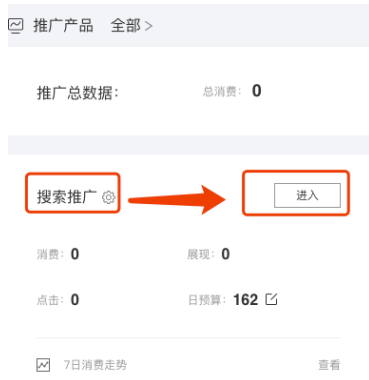 推广产品 全部>
推广总数据: 总消费: 0
搜索推广 进入
消费: 0 展现: 0
点击: 0 日预算: 162
7日消费走势 查看